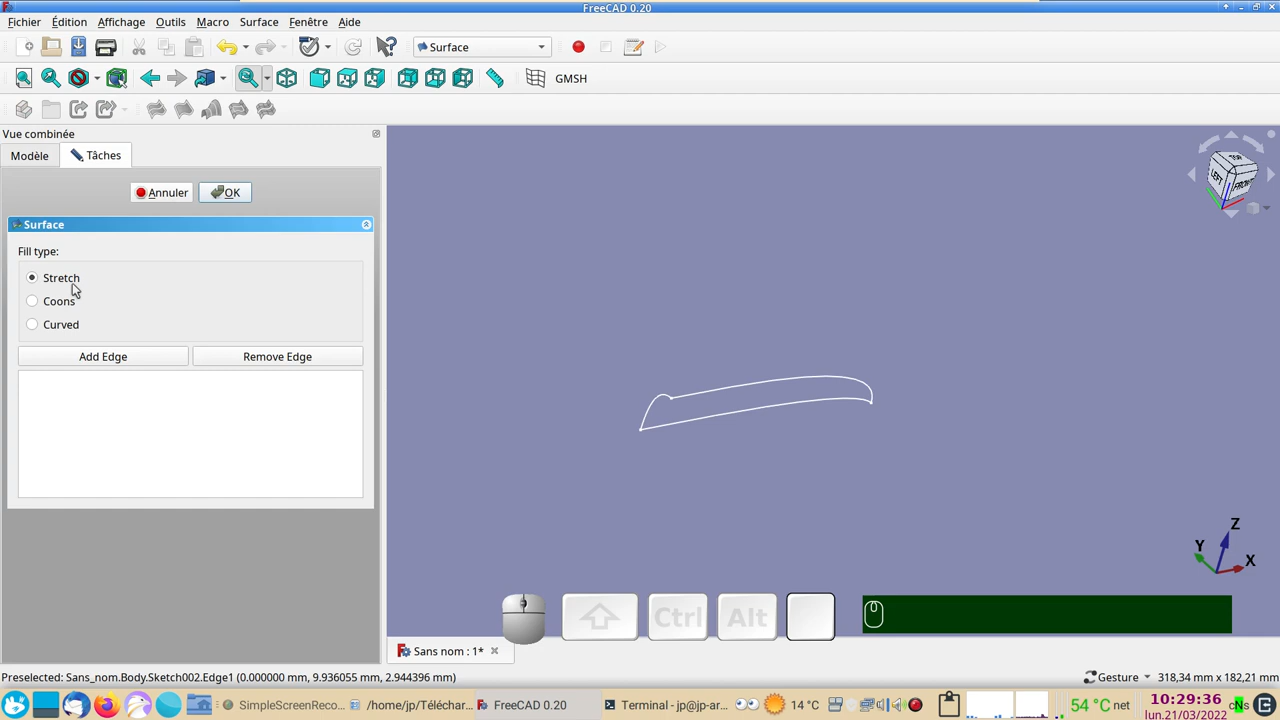 FreeCAD 0.20
Fichier Édition Affichage Outils Macro Surface Fenêtre Aide
Surface
GMSH
Vue combinée
Modèle Tâches
Annuler OK
Surface
Fill type:
Stretch
Coons
Curved
Add Edge Remove Edge
TOP
LEFT
FRONT
Z
Y
X
Ctrl Alt
Sans nom : 1*
Preselected: Sans_nom.Body.Sketch002.Edge1 (0.000000 mm, 9.936055 mm, 2.944396 mm) Gesture 318,34 mm x 182,21 mm
SimpleScreenReco... /home/jp/Téléchar... FreeCAD 0.20 Terminal - jp@jp-ar... 14 °C 54 °C net 10:29:36
lun.21/03/2022